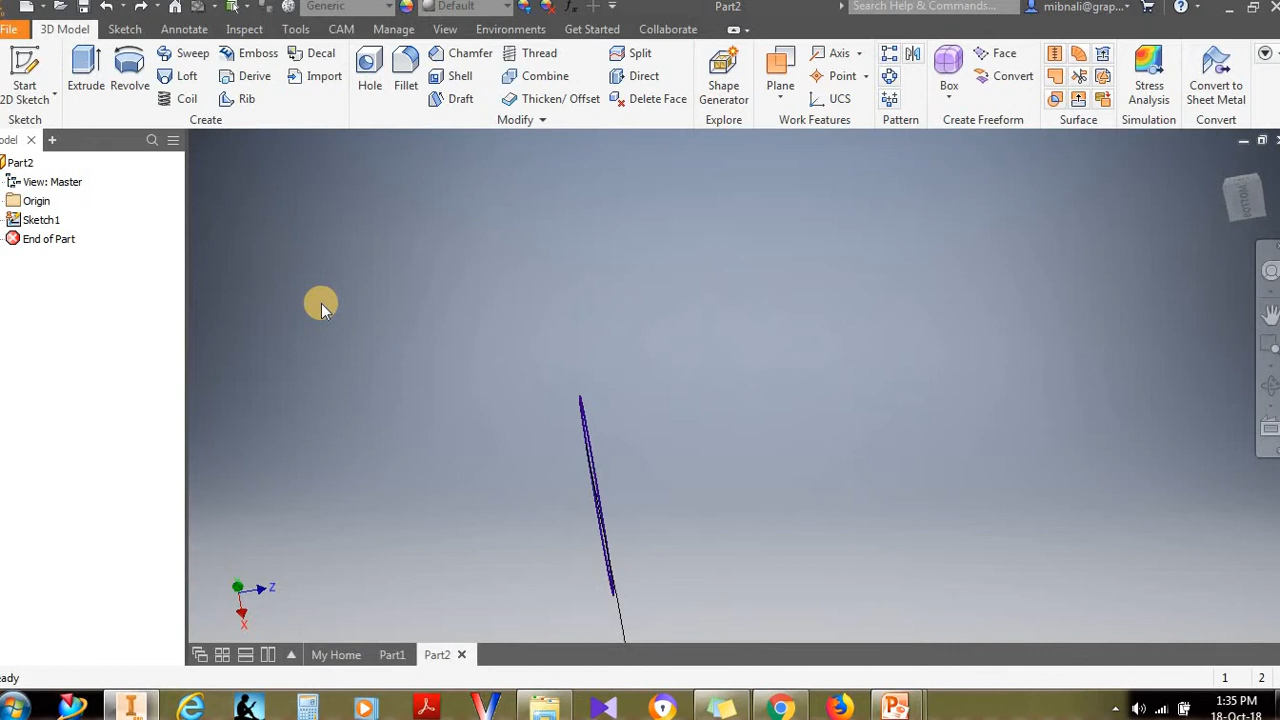 Generic
Default
Part2
Search Help & Commands...
mibnali@grap...
File
3D Model
Sketch
Annotate
Inspect
Tools
CAM
Manage
View
Environments
Get Started
Collaborate
Start
2D Sketch
Extrude
Revolve
Sweep
Loft
Coil
Emboss
Derive
Rib
Decal
Import
Hole
Fillet
Chamfer
Shell
Draft
Thread
Combine
Thicken/ Offset
Split
Direct
Delete Face
Shape
Generator
Plane
Axis
Point
UCS
Box
Face
Convert
Stress
Analysis
Convert to
Sheet Metal
Sketch
Create
Modify
Explore
Work Features
Pattern
Create Freeform
Surface
Simulation
Convert
odel
Part2
View: Master
Origin
Sketch1
End of Part
BOTTOM
Z
X
My Home
Part1
Part2
eady
1
2
1:35 PM
18-Oct-18